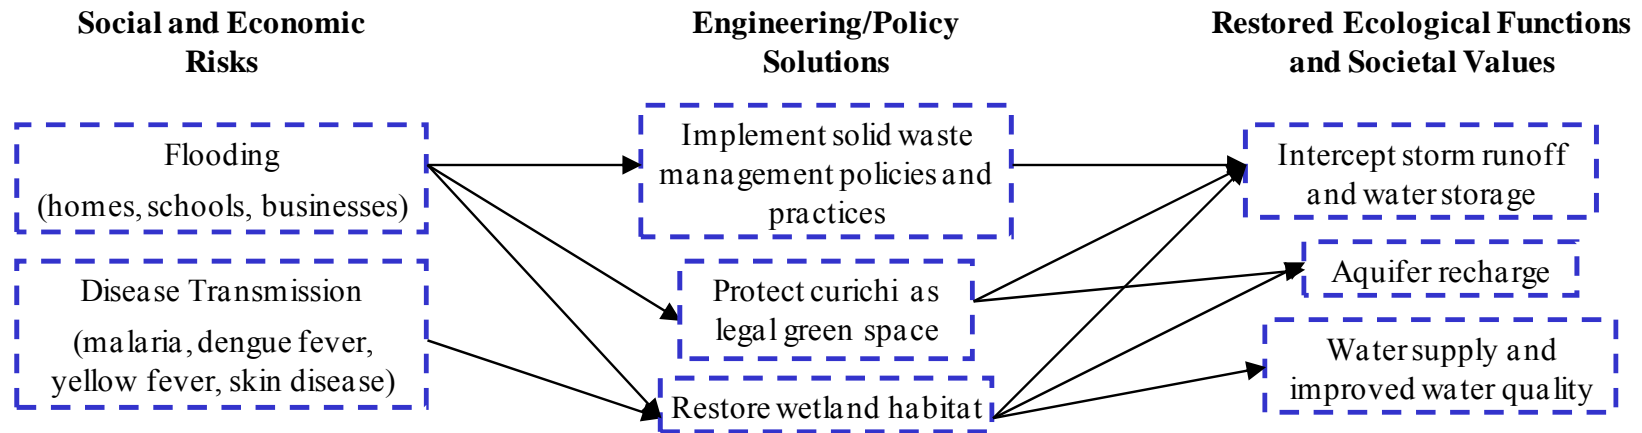 Social and Economic
Risks
Engineering/Policy
Solutions
Restored Ecological Functions
and Societal Values
Flooding
(homes, schools, businesses)
Disease Transmission
(malaria, dengue fever,
yellow fever, skin disease)
Implement solid waste
management policies and
practices
Protect curichi as
legal green space
Restore wetland habitat
Intercept storm runoff
and water storage
Aquifer recharge
Water supply and
improved water quality